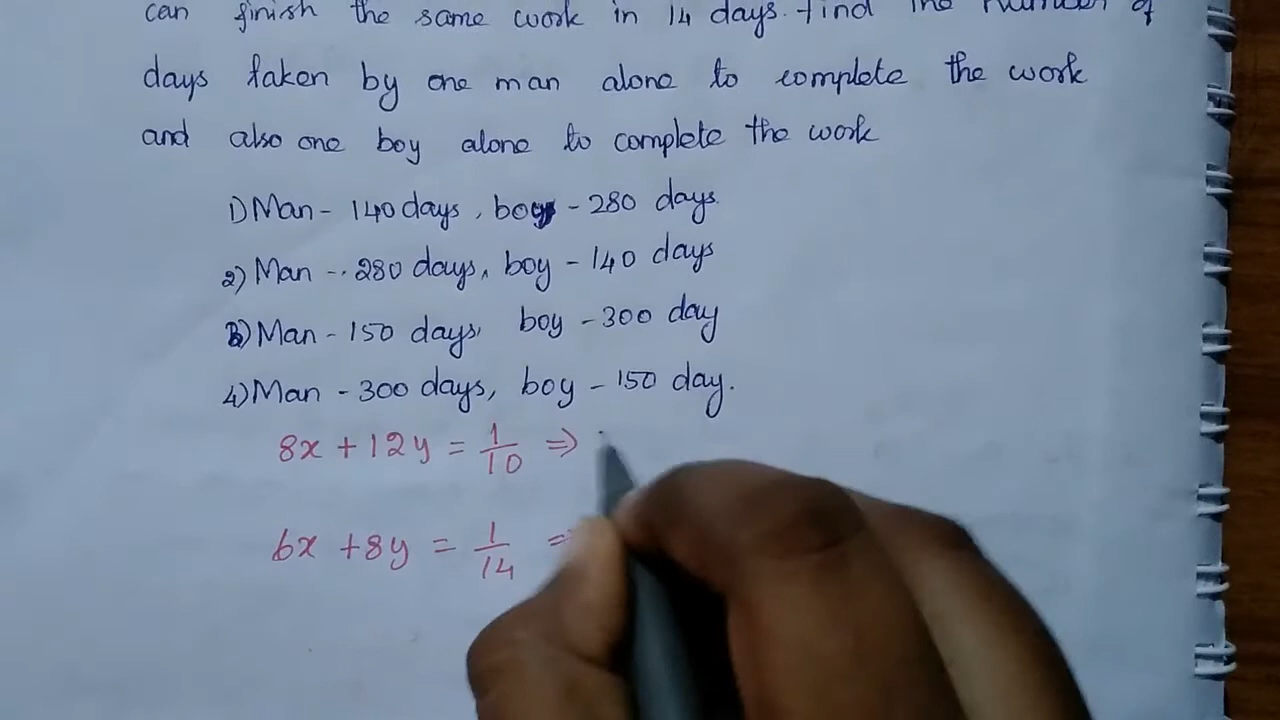 can finish the same work in 14 days. find the number of
days taken by one man alone to complete the work
and also one boy alone to complete the work
1) Man - 140 days, boy - 280 days.
2) Man - 280 days, boy - 140 days
3) Man - 150 days, boy - 300 day
4) Man - 300 days, boy - 150 day.
8x + 12y = 1/10 ⇒
6x + 8y = 1/14 =